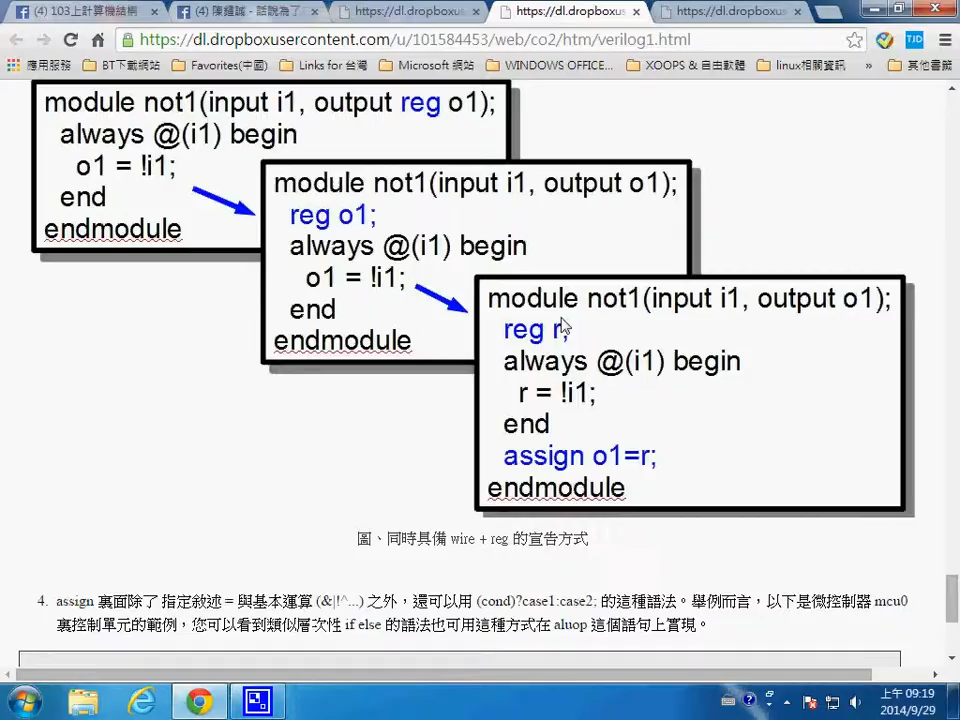 (4) 103上計算機結構
(4) 陳鍾誠 - 話說為了
https://dl.dropboxus
https://dl.dropboxus
https://dl.dropboxus
https://dl.dropboxusercontent.com/u/101584453/web/co2/htm/verilog1.html
TJD
應用服務 BT下載網站 Favorites(中國) Links for 台灣 Microsoft 網站 WINDOWS OFFICE... XOOPS & 自由軟體 linux相關資訊 » 其他書籤
module not1(input i1, output reg o1);
always @(i1) begin
o1 = !i1;
end
endmodule
module not1(input i1, output o1);
reg o1;
always @(i1) begin
o1 = !i1;
end
endmodule
module not1(input i1, output o1);
reg r;
always @(i1) begin
r = !i1;
end
assign o1=r;
endmodule
圖、同時具備 wire + reg 的宣告方式
4. assign 裏面除了 指定敘述 = 與基本運算 (&|!^...) 之外，還可以用 (cond)?case1:case2; 的這種語法。舉例而言，以下是微控制器 mcu0
裏控制單元的範例，您可以看到類似層次性 if else 的語法也可用這種方式在 aluop 這個語句上實現。
上午 09:19
2014/9/29